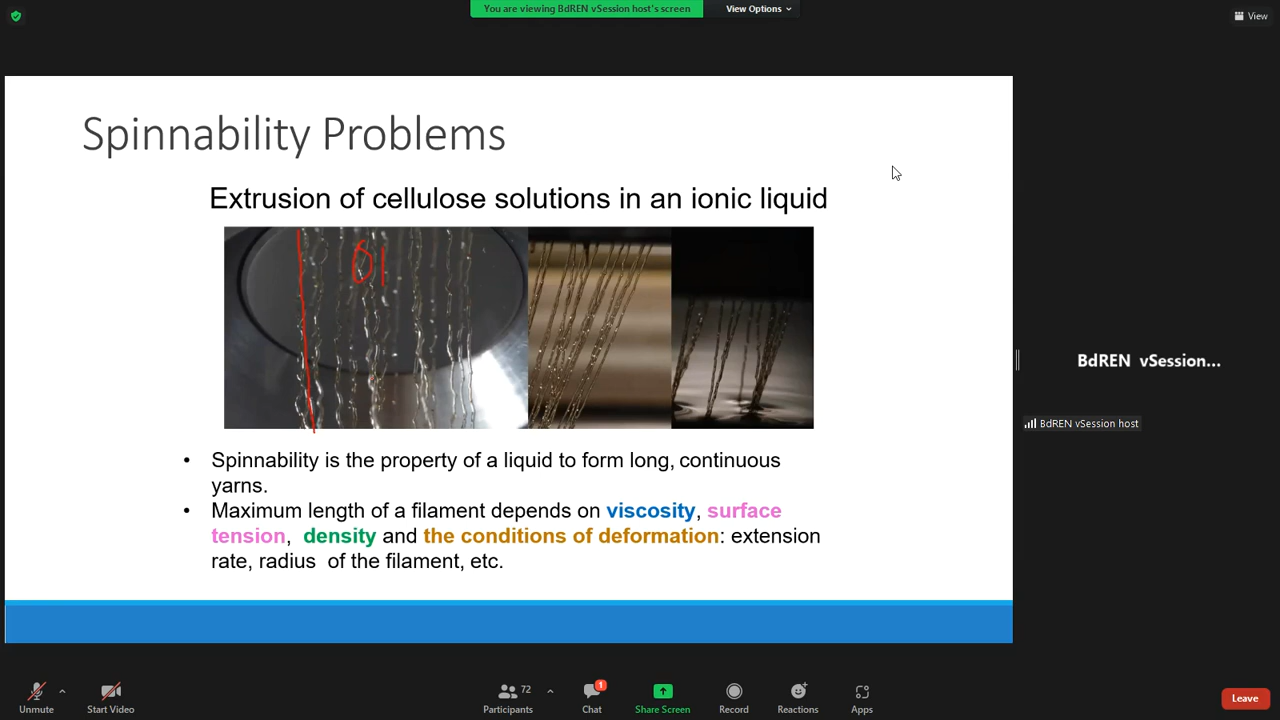 You are viewing BdREN vSession host's screen
View Options
View
Spinnability Problems
Extrusion of cellulose solutions in an ionic liquid
61
• Spinnability is the property of a liquid to form long, continuous
yarns.
• Maximum length of a filament depends on viscosity, surface
tension, density and the conditions of deformation: extension
rate, radius of the filament, etc.
BdREN vSession...
BdREN vSession host
Unmute
Start Video
72
Participants
1
Chat
Share Screen
Record
Reactions
Apps
Leave